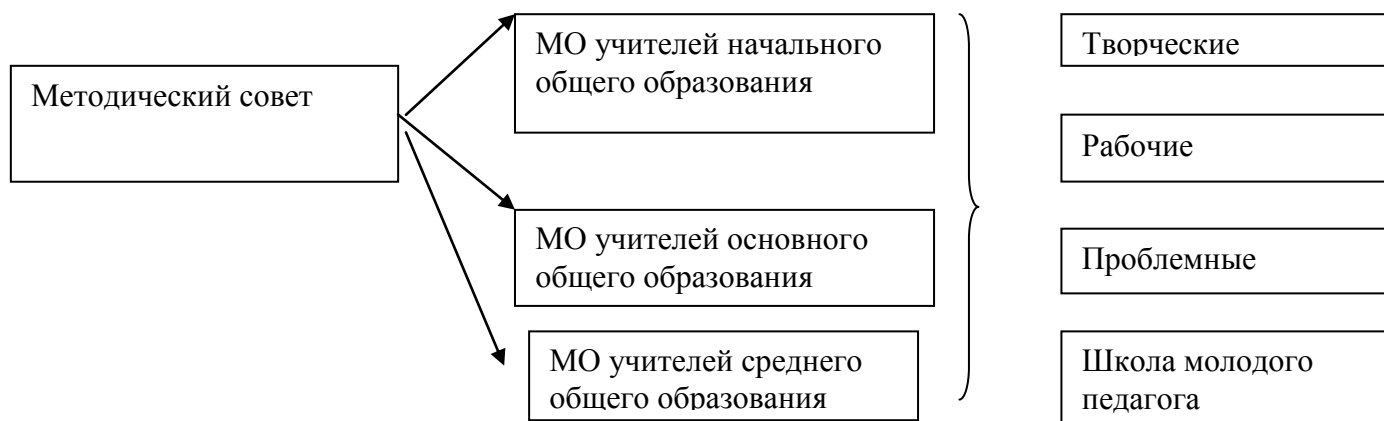 Методический совет
МО учителей начального
общего образования
МО учителей основного
общего образования
МО учителей среднего
общего образования
Творческие
Рабочие
Проблемные
Школа молодого
педагога